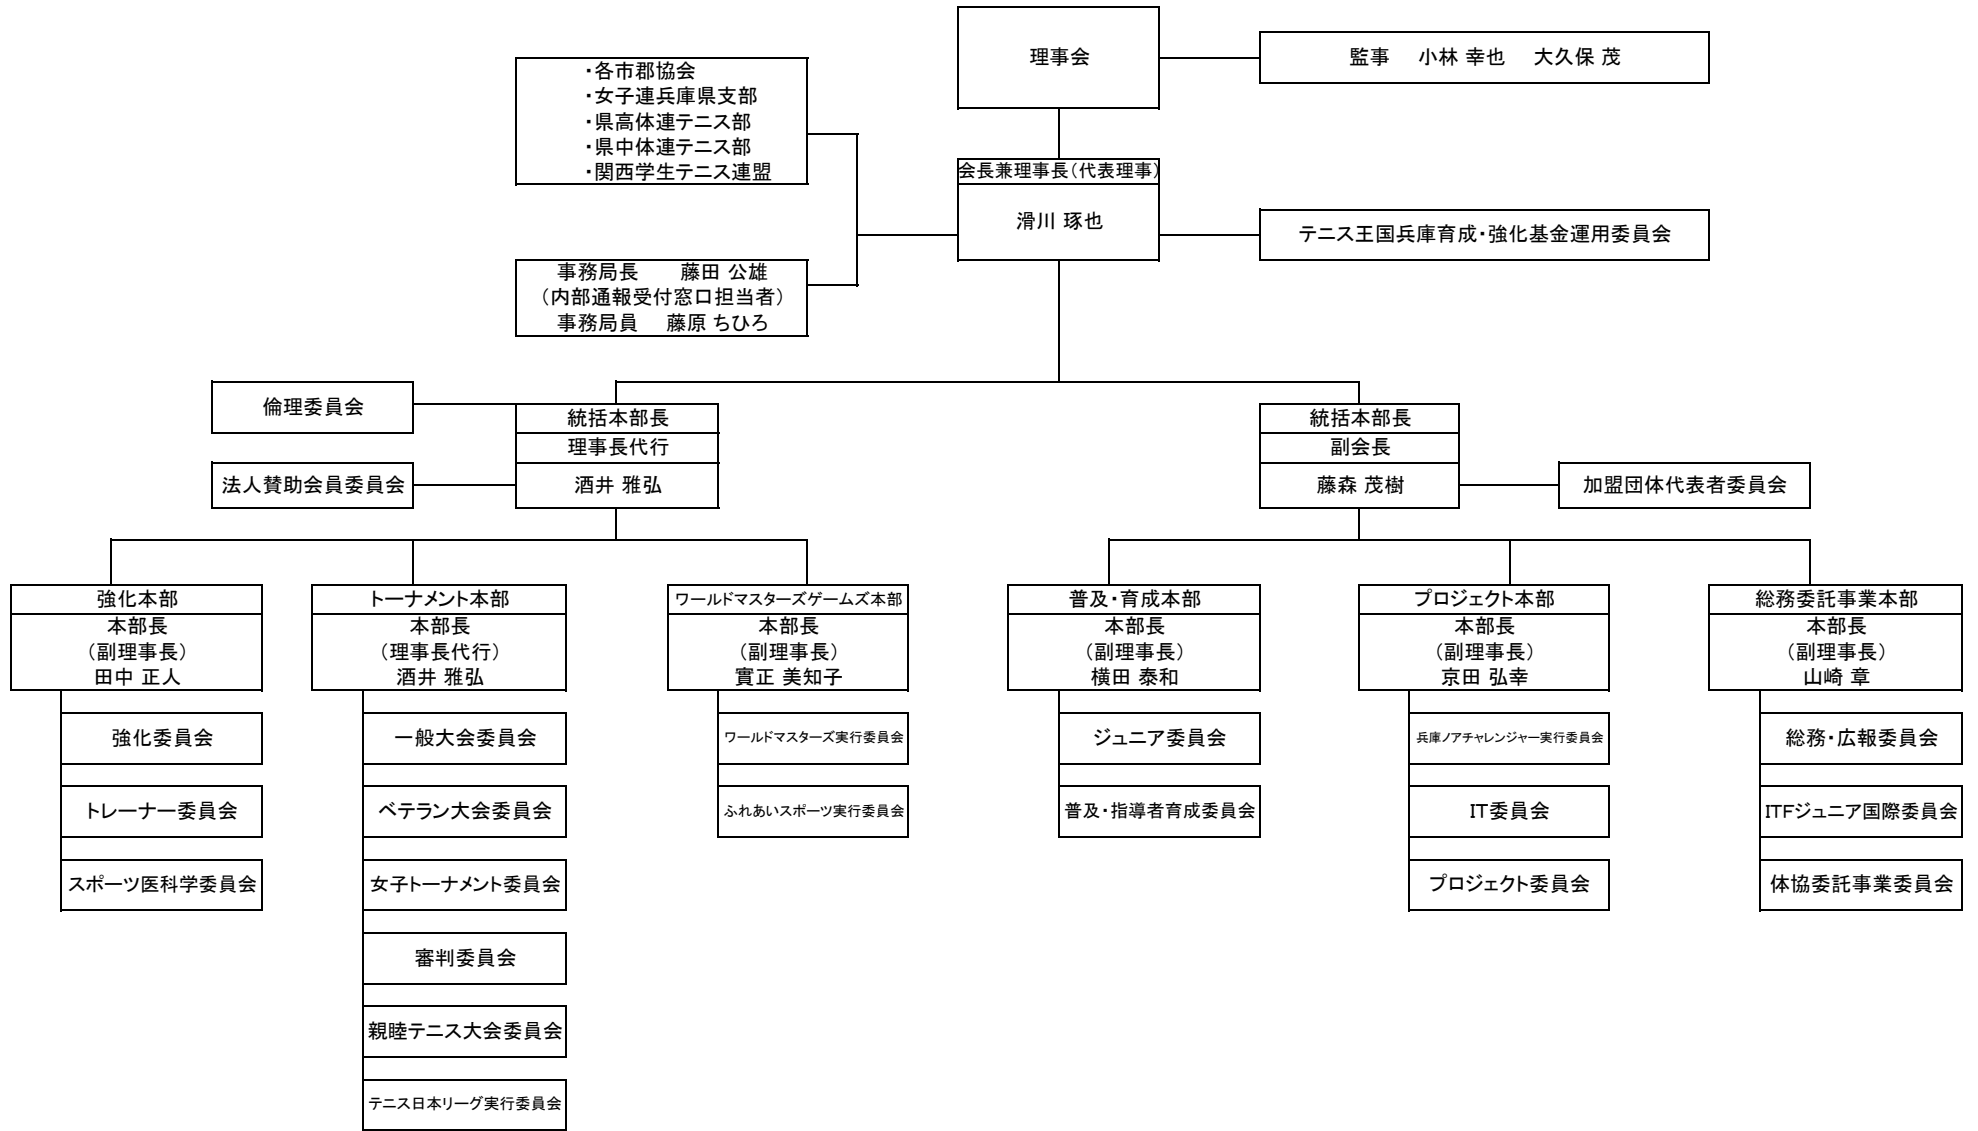 理事会
監事 小林 幸也 大久保 茂
・各市郡協会
・女子連兵庫県支部
・県高体連テニス部
・県中体連テニス部
・関西学生テニス連盟
会長兼理事長(代表理事)
滑川 琢也
テニス王国兵庫育成・強化基金運用委員会
事務局長 藤田 公雄
(内部通報受付窓口担当者)
事務局員 藤原 ちひろ
倫理委員会
法人賛助会員委員会
統括本部長
理事長代行
酒井 雅弘
統括本部長
副会長
藤森 茂樹
加盟団体代表者委員会
強化本部
本部長
(副理事長)
田中 正人
強化委員会
トレーナー委員会
スポーツ医科学委員会
トーナメント本部
本部長
(理事長代行)
酒井 雅弘
一般大会委員会
ベテラン大会委員会
女子トーナメント委員会
審判委員会
親睦テニス大会委員会
テニス日本リーグ実行委員会
ワールドマスターズゲームズ本部
本部長
(副理事長)
實正 美知子
ワールドマスターズ実行委員会
ふれあいスポーツ実行委員会
普及・育成本部
本部長
(副理事長)
横田 泰和
ジュニア委員会
普及・指導者育成委員会
プロジェクト本部
本部長
(副理事長)
京田 弘幸
兵庫ノアチャレンジャー実行委員会
IT委員会
プロジェクト委員会
総務委託事業本部
本部長
(副理事長)
山崎 章
総務・広報委員会
ITFジュニア国際委員会
体協委託事業委員会